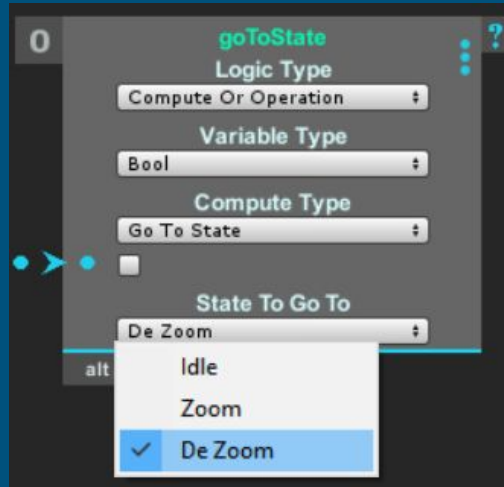 0
goToState
?
Logic Type
Compute Or Operation
Variable Type
Bool
Compute Type
Go To State
State To Go To
De Zoom
alt
Idle
Zoom
De Zoom